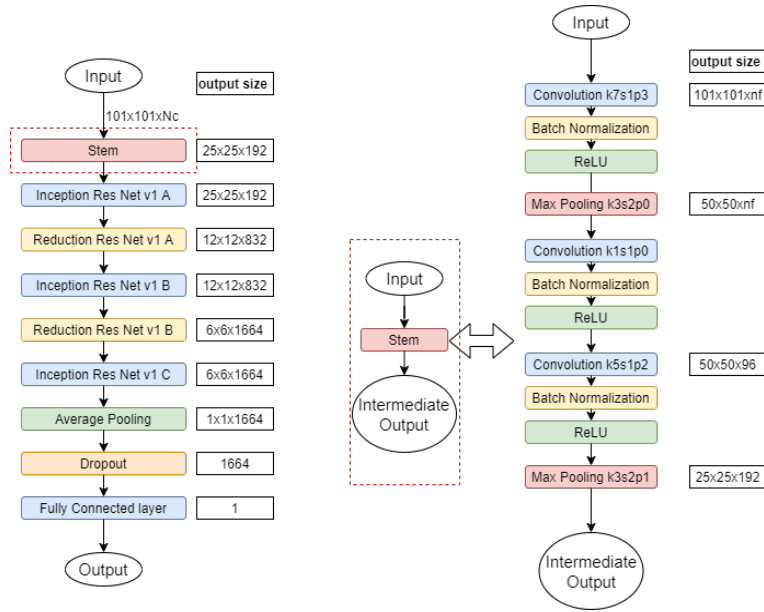 Input
output size
101x101xNc
Stem
25x25x192
Inception Res Net v1 A
25x25x192
Reduction Res Net v1 A
12x12x832
Inception Res Net v1 B
12x12x832
Reduction Res Net v1 B
6x6x1664
Inception Res Net v1 C
6x6x1664
Average Pooling
1x1x1664
Dropout
1664
Fully Connected layer
1
Output
Input
Stem
Intermediate
Output
Input
output size
Convolution k7s1p3
101x101xnf
Batch Normalization
ReLU
Max Pooling k3s2p0
50x50xnf
Convolution k1s1p0
Batch Normalization
ReLU
Convolution k5s1p2
50x50x96
Batch Normalization
ReLU
Max Pooling k3s2p1
25x25x192
Intermediate
Output